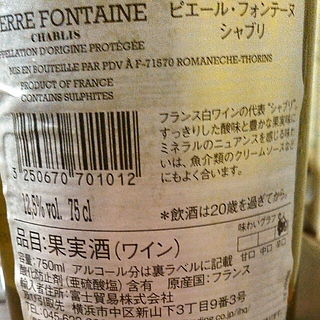 ERRE FONTAINE
CHABLIS
PPELLATION D'ORIGINE PROTÉGÉE
MIS EN BOUTEILLE PAR PDV À F-71570 ROMANECHE-THORINS
PRODUCT OF FRANCE
CONTAINS SULPHITES
ピエール・フォンテーヌ
シャブリ
フランス白ワインの代表“シャブリ”。
すっきりした酸味と豊かな果実味に
ミネラルのニュアンスを感じる味わ
いは、魚介類のクリームソースなど
にもよく合います。
3 250670 701012
12,5% vol. 75 cl
*飲酒は20歳を過ぎてから。
味わいグラフ
甘口 中口 辛口
品目:果実酒(ワイン)
容量:750ml アルコール分は裏ラベルに記載
酸化防止剤(亜硫酸塩)含有 原産国:フランス
輸入者住所:富士貿易株式会社
横浜市中区新山下3丁目9番3号